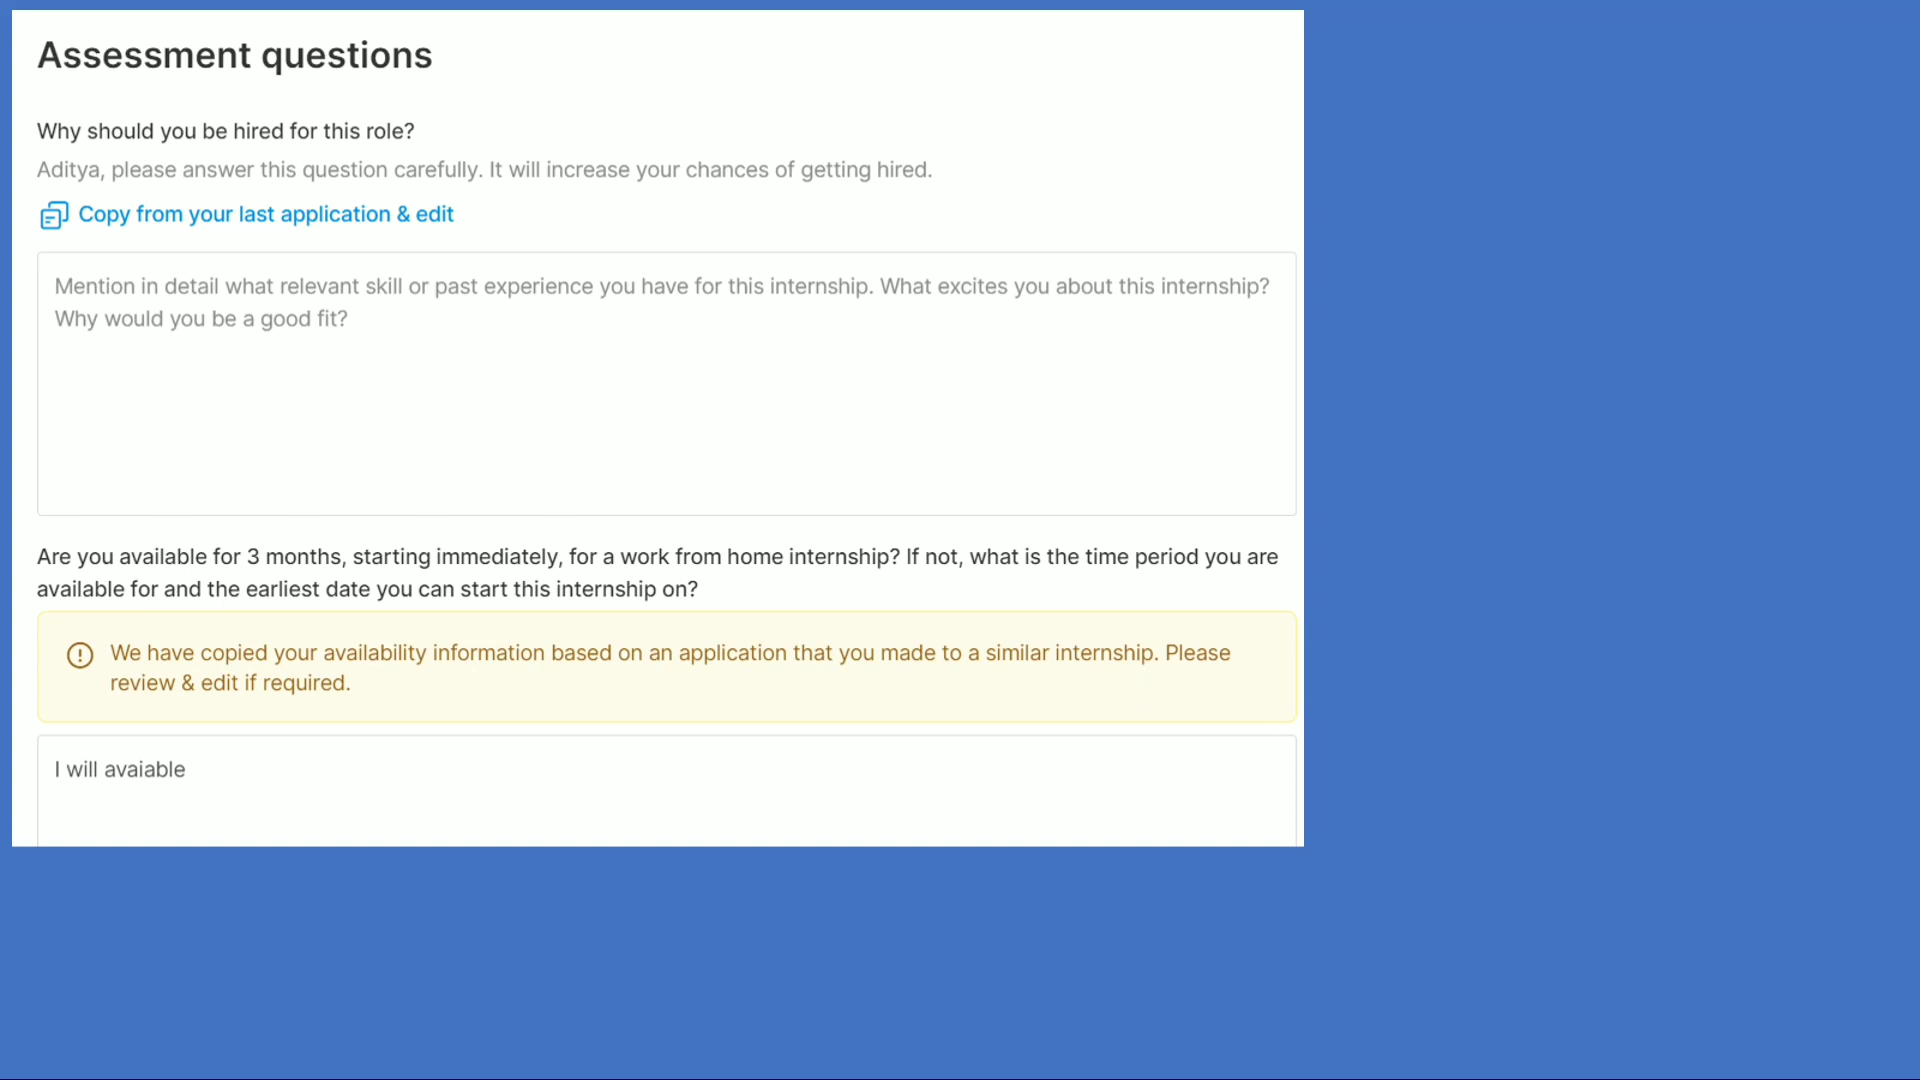 Assessment questions
Why should you be hired for this role?
Aditya, please answer this question carefully. It will increase your chances of getting hired.
Copy from your last application & edit
Mention in detail what relevant skill or past experience you have for this internship. What excites you about this internship?
Why would you be a good fit?
Are you available for 3 months, starting immediately, for a work from home internship? If not, what is the time period you are
available for and the earliest date you can start this internship on?
We have copied your availability information based on an application that you made to a similar internship. Please
review & edit if required.
I will avaiable